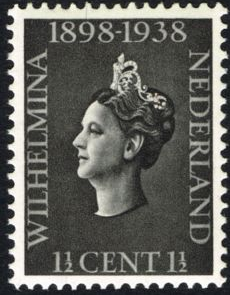 1898-1938
WILHELMINA
NEDERLAND
1½ CENT 1½